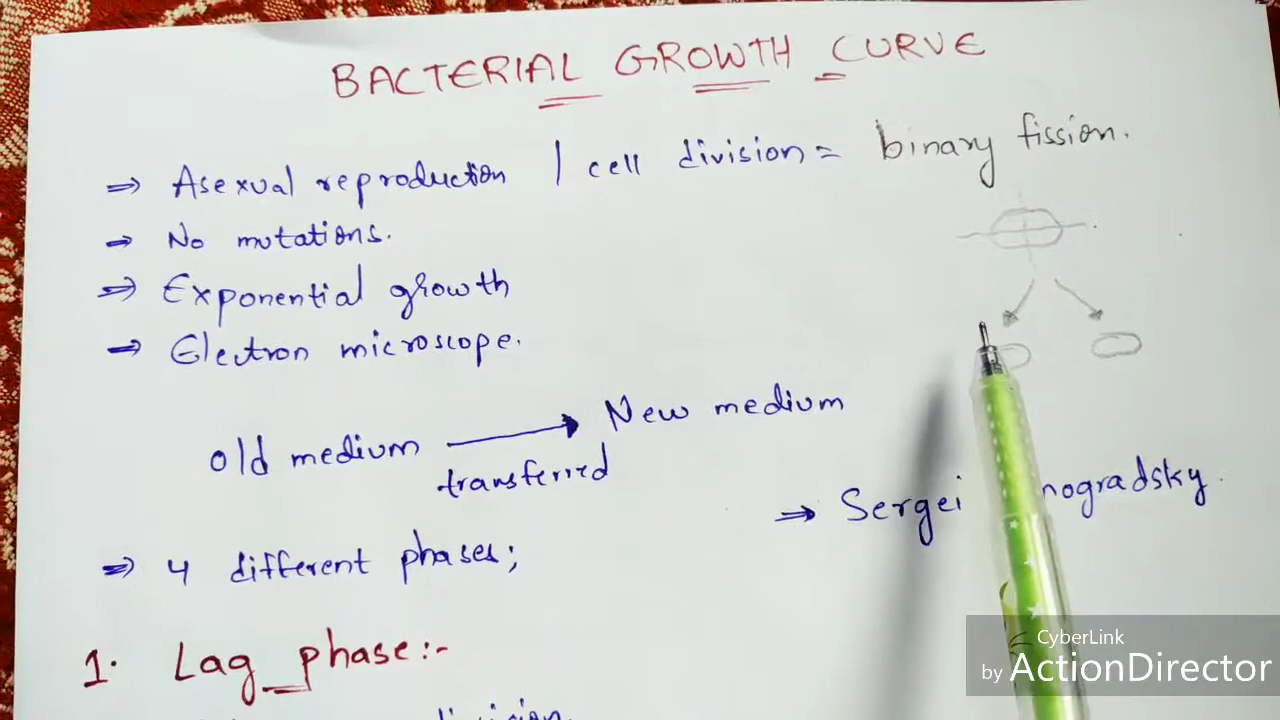 BACTERIAL GROWTH CURVE
⇒ Asexual reproduction / cell division = binary fission.
⇒ No mutations.
⇒ Exponential growth
⇒ Electron microscope.
old medium → New medium
transferred
⇒ Sergei nogradsky.
⇒ 4 different phases;
1. Lag phase:-
division.
CyberLink
by ActionDirector